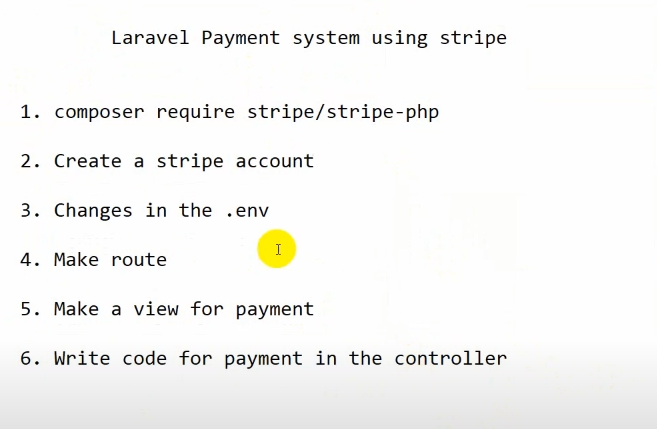 Laravel Payment system using stripe
1. composer require stripe/stripe-php
2. Create a stripe account
3. Changes in the .env
4. Make route
5. Make a view for payment
6. Write code for payment in the controller